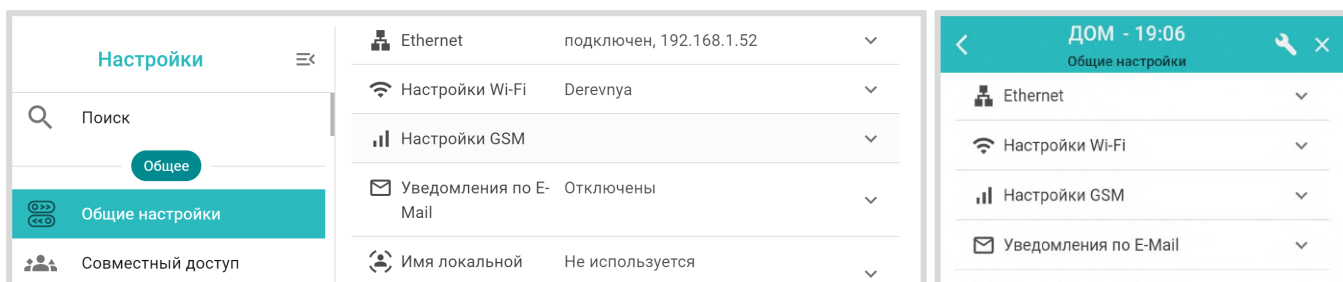 Настройки
Поиск
Общее
Общие настройки
Совместный доступ
Ethernet подключен, 192.168.1.52
Настройки Wi-Fi Derevnya
Настройки GSM
Уведомления по E- Отключены
Mail
Имя локальной Не используется
ДОМ - 19:06
Общие настройки
Ethernet
Настройки Wi-Fi
Настройки GSM
Уведомления по E-Mail